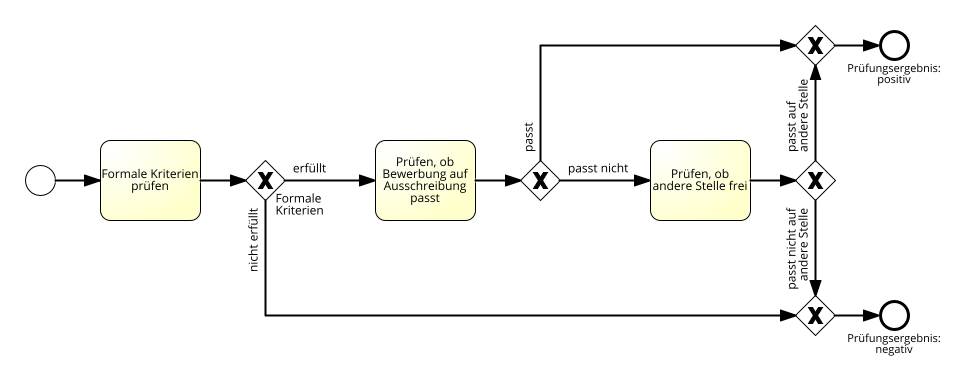 Formale Kriterien
prüfen
erfüllt
Formale
Kriterien
nicht erfüllt
Prüfen, ob
Bewerbung auf
Ausschreibung
passt
passt
passt nicht
Prüfen, ob
andere Stelle frei
passt auf
andere Stelle
passt nicht auf
andere Stelle
Prüfungsergebnis:
positiv
Prüfungsergebnis:
negativ